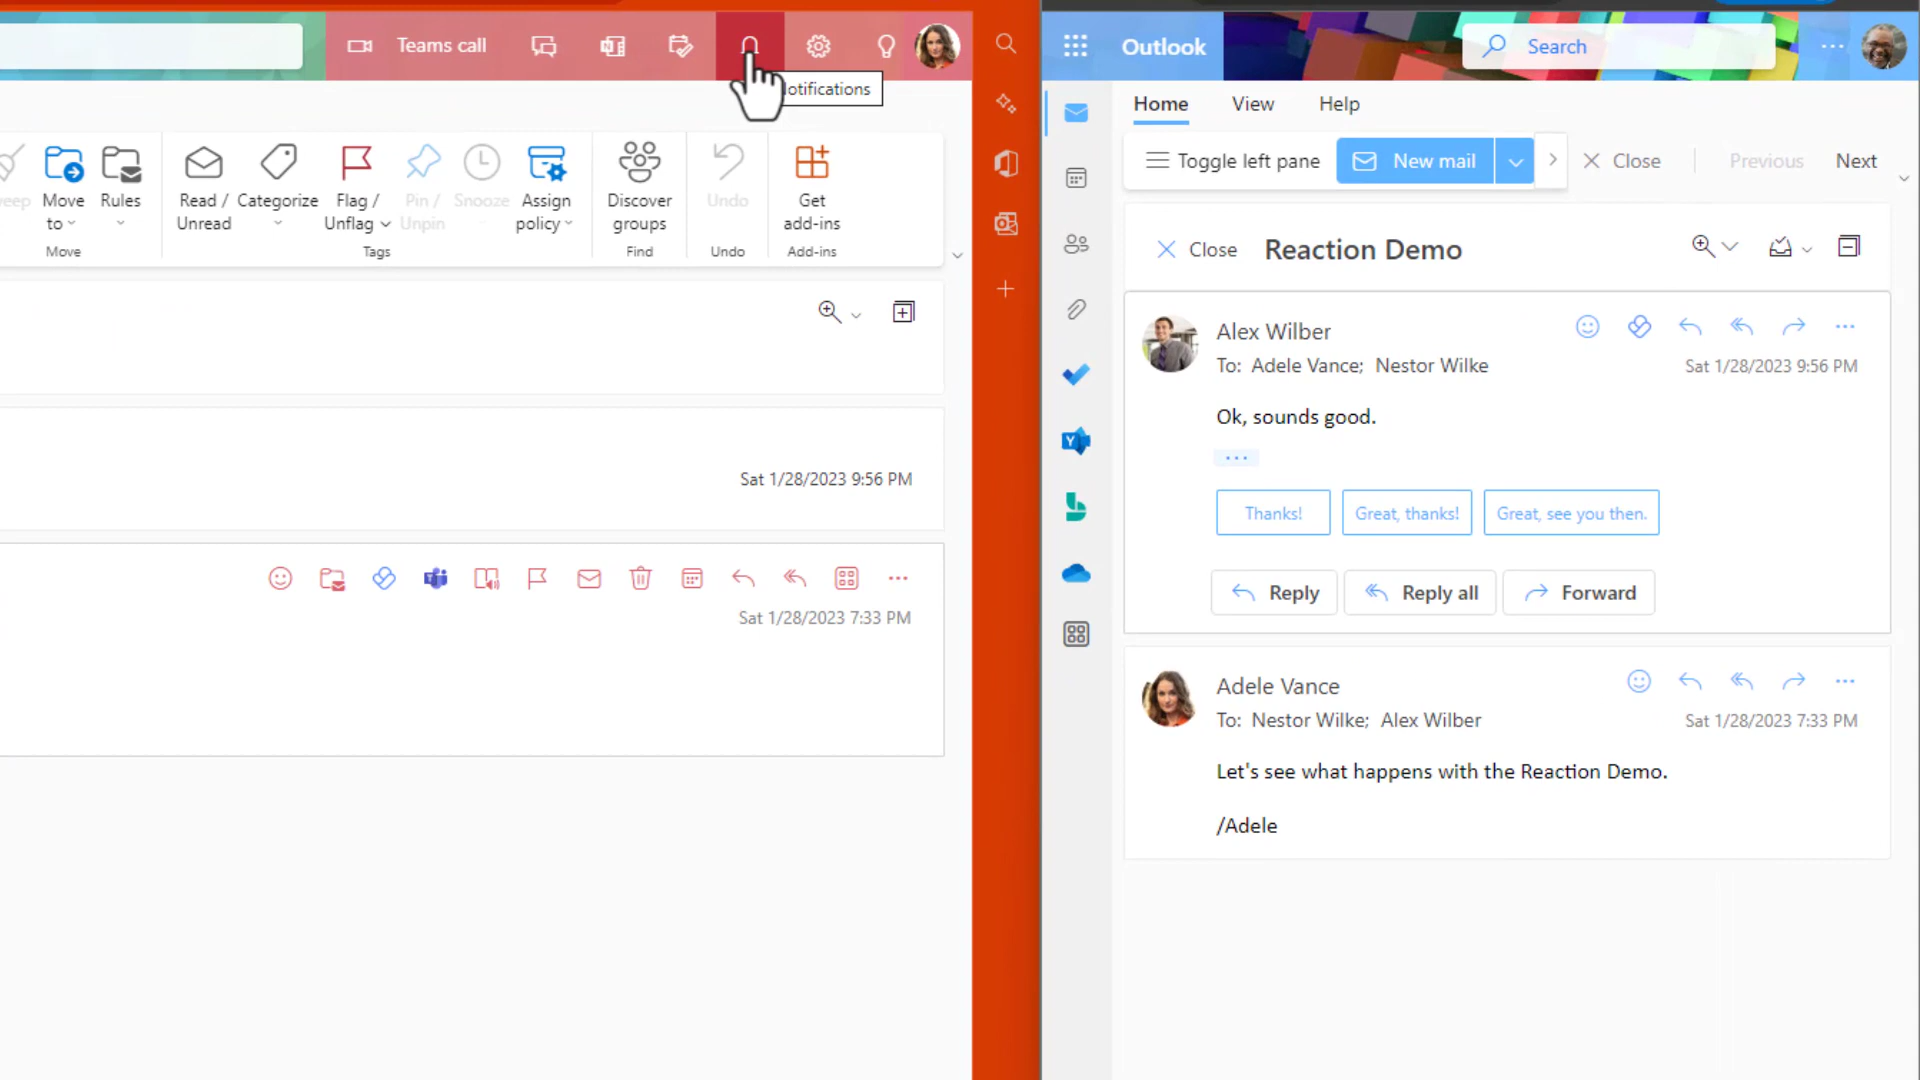 Teams call
otifications
eep
Move to
Rules
Read / Unread
Categorize
Flag / Unflag
Pin / Unpin
Snooze
Assign policy
Discover groups
Undo
Get add-ins
Move
Tags
Find
Undo
Add-ins
Sat 1/28/2023 9:56 PM
Sat 1/28/2023 7:33 PM
Outlook
Search
Home
View
Help
Toggle left pane
New mail
Close
Previous
Next
Close
Reaction Demo
Alex Wilber
To: Adele Vance; Nestor Wilke
Sat 1/28/2023 9:56 PM
Ok, sounds good.
Thanks!
Great, thanks!
Great, see you then.
Reply
Reply all
Forward
Adele Vance
To: Nestor Wilke; Alex Wilber
Sat 1/28/2023 7:33 PM
Let's see what happens with the Reaction Demo.
/Adele